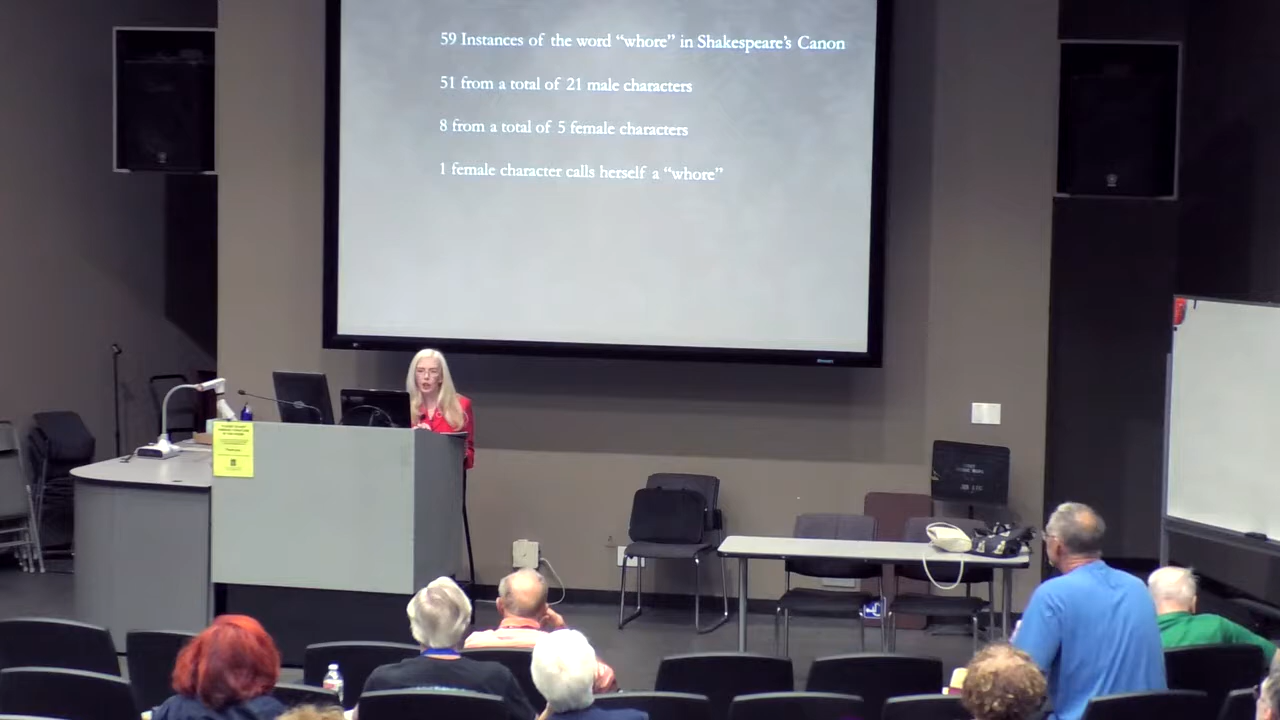 59 Instances of the word “whore” in Shakespeare’s Canon
51 from a total of 21 male characters
8 from a total of 5 female characters
1 female character calls herself a “whore”